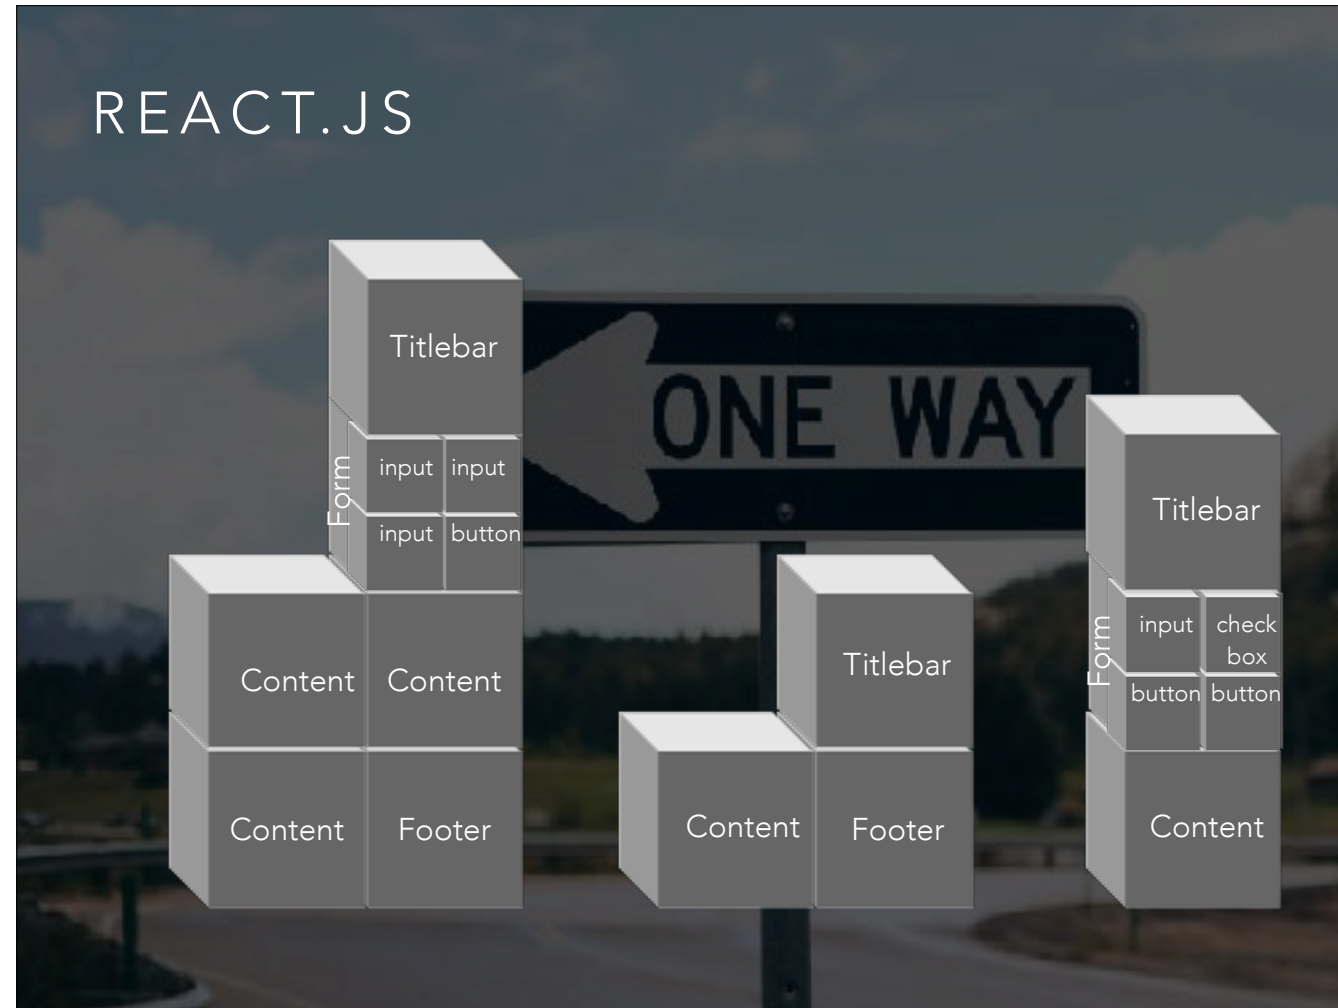 REACT.JS
ONE WAY
Titlebar
Form
input input
input button
Content Content
Content Footer
Titlebar
Content Footer
Titlebar
Form
input check
box
button button
Content